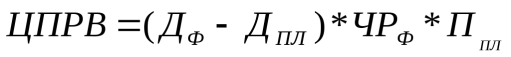 ЦПРВ =(Д_Ф − Д_ПЛ )*ЧР_Ф * П_ПЛ